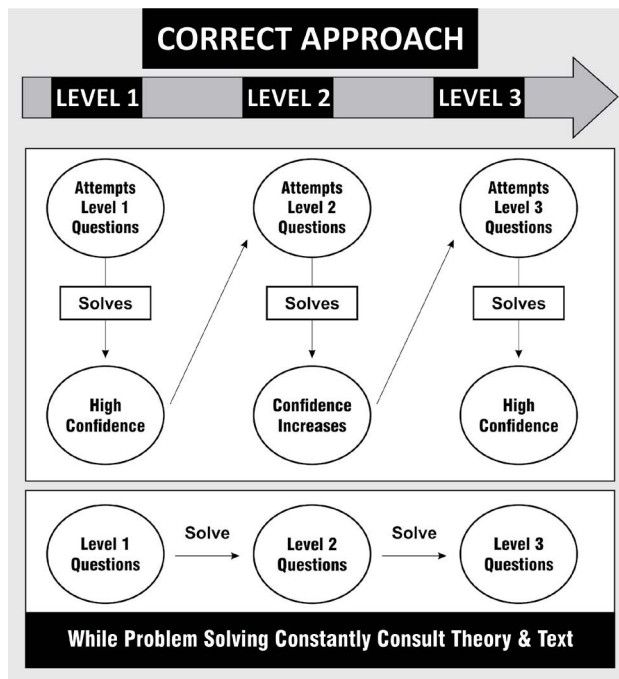 CORRECT APPROACH
LEVEL 1
LEVEL 2
LEVEL 3
Attempts
Level 1
Questions
Solves
High
Confidence
Attempts
Level 2
Questions
Solves
Confidence
Increases
Attempts
Level 3
Questions
Solves
High
Confidence
Level 1
Questions
Solve
Level 2
Questions
Solve
Level 3
Questions
While Problem Solving Constantly Consult Theory & Text